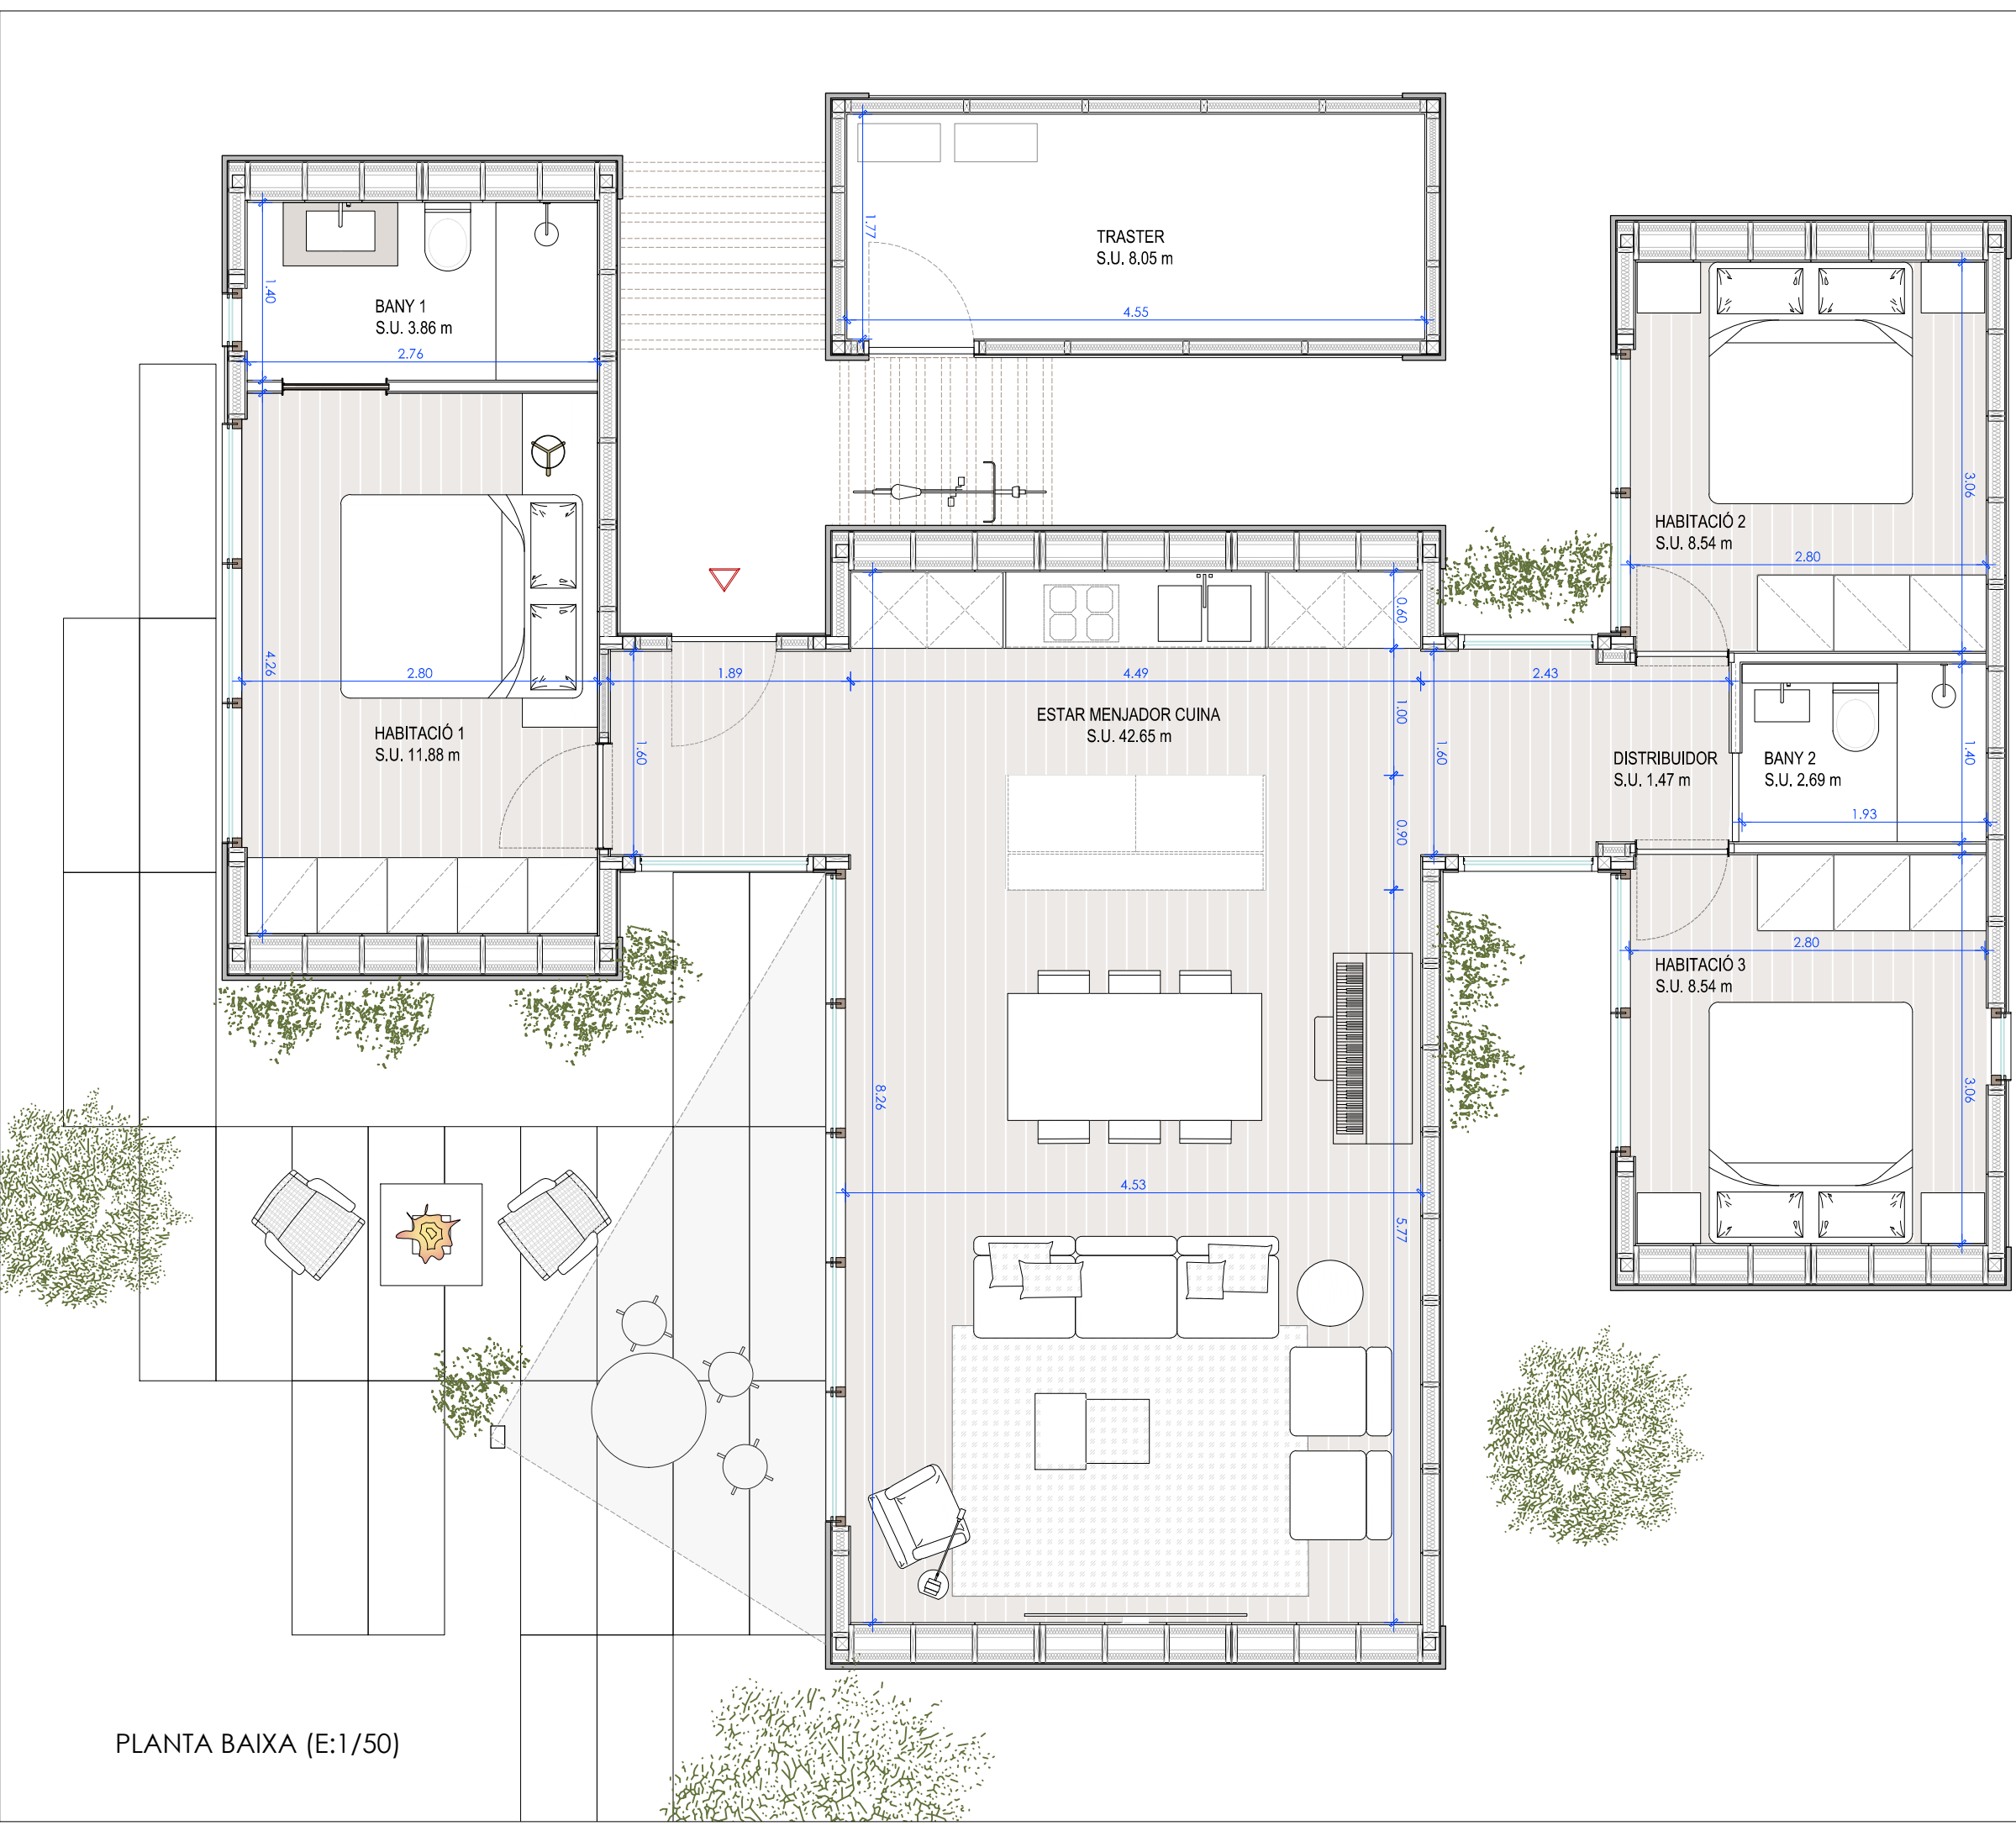 TRASTER
S.U. 8.05 m
1.77
4.55
BANY 1
S.U. 3.86 m
1.40
2.76
HABITACIÓ 2
S.U. 8.54 m
3.06
2.80
0.60
4.26
2.80
1.89
4.49
2.43
HABITACIÓ 1
S.U. 11.88 m
1.60
ESTAR MENJADOR CUINA
S.U. 42.65 m
1.00
1.60
0.90
DISTRIBUIDOR
S.U. 1.47 m
BANY 2
S.U. 2.69 m
1.40
1.93
2.80
HABITACIÓ 3
S.U. 8.54 m
3.06
8.26
4.53
5.77
PLANTA BAIXA (E:1/50)